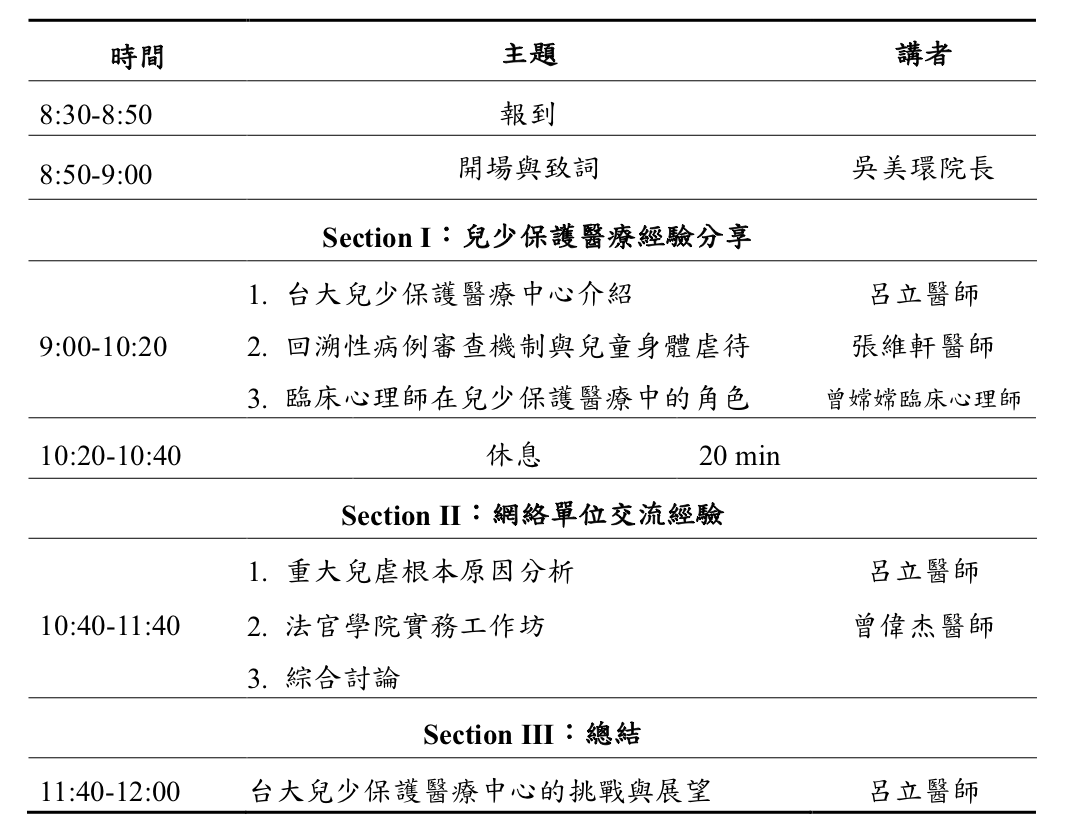 時間 主題 講者
8:30-8:50 報到
8:50-9:00 開場與致詞 吳美環院長
Section I：兒少保護醫療經驗分享
1. 台大兒少保護醫療中心介紹 呂立醫師
9:00-10:20 2. 回溯性病例審查機制與兒童身體虐待 張維軒醫師
3. 臨床心理師在兒少保護醫療中的角色 曾嫦嫦臨床心理師
10:20-10:40 休息 20 min
Section II：網絡單位交流經驗
1. 重大兒虐根本原因分析 呂立醫師
10:40-11:40 2. 法官學院實務工作坊 曾偉杰醫師
3. 綜合討論
Section III：總結
11:40-12:00 台大兒少保護醫療中心的挑戰與展望 呂立醫師